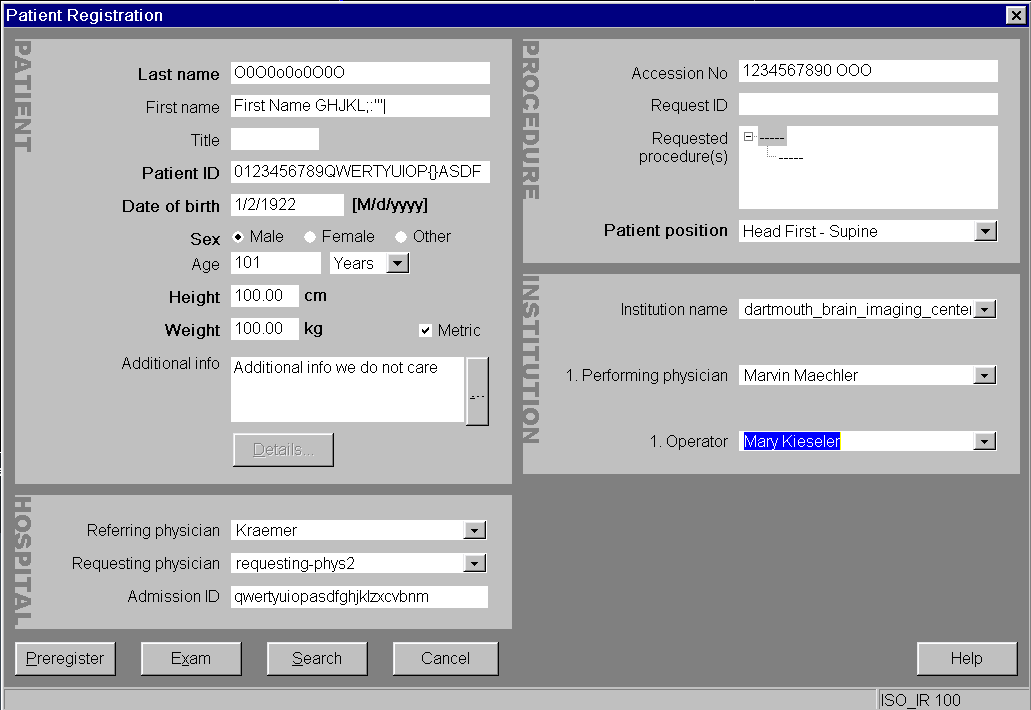 Patient Registration
PATIENT
Last name O0O0o0o0O0O
First name First Name GHJKL;:'"|
Title
Patient ID 0123456789QWERTYUIOP{}ASDF
Date of birth 1/2/1922 [M/d/yyyy]
Sex Male Female Other
Age 101 Years
Height 100.00 cm
Weight 100.00 kg Metric
Additional info Additional info we do not care
...
Details...
HOSPITAL
Referring physician Kraemer
Requesting physician requesting-phys2
Admission ID qwertyuiopasdfghjklzxcvbnm
PROCEDURE
Accession No 1234567890 OOO
Request ID
Requested
procedure(s)
-----
-----
Patient position Head First - Supine
INSTITUTION
Institution name dartmouth_brain_imaging_center
1. Performing physician Marvin Maechler
1. Operator Mary Kieseler
Preregister Exam Search Cancel Help
ISO_IR 100